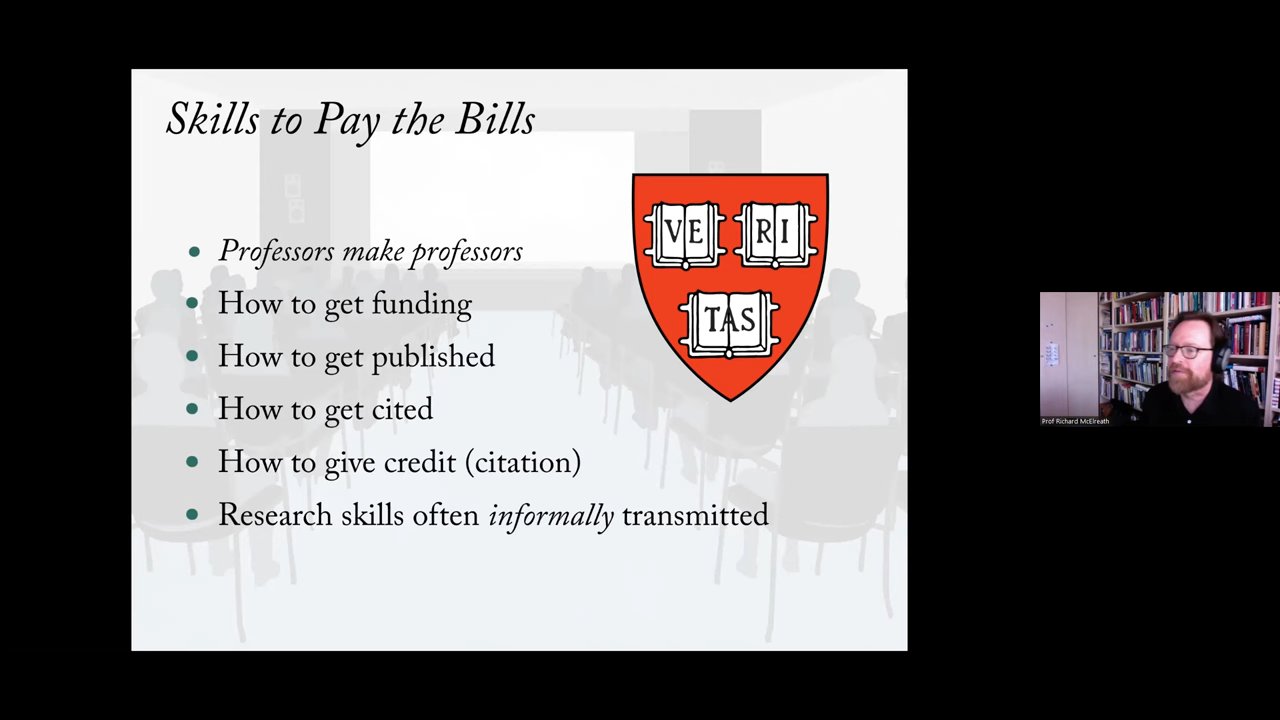 Skills to Pay the Bills
Professors make professors
How to get funding
How to get published
How to get cited
How to give credit (citation)
Research skills often informally transmitted
VE RI
TAS
Prof Richard McElreath